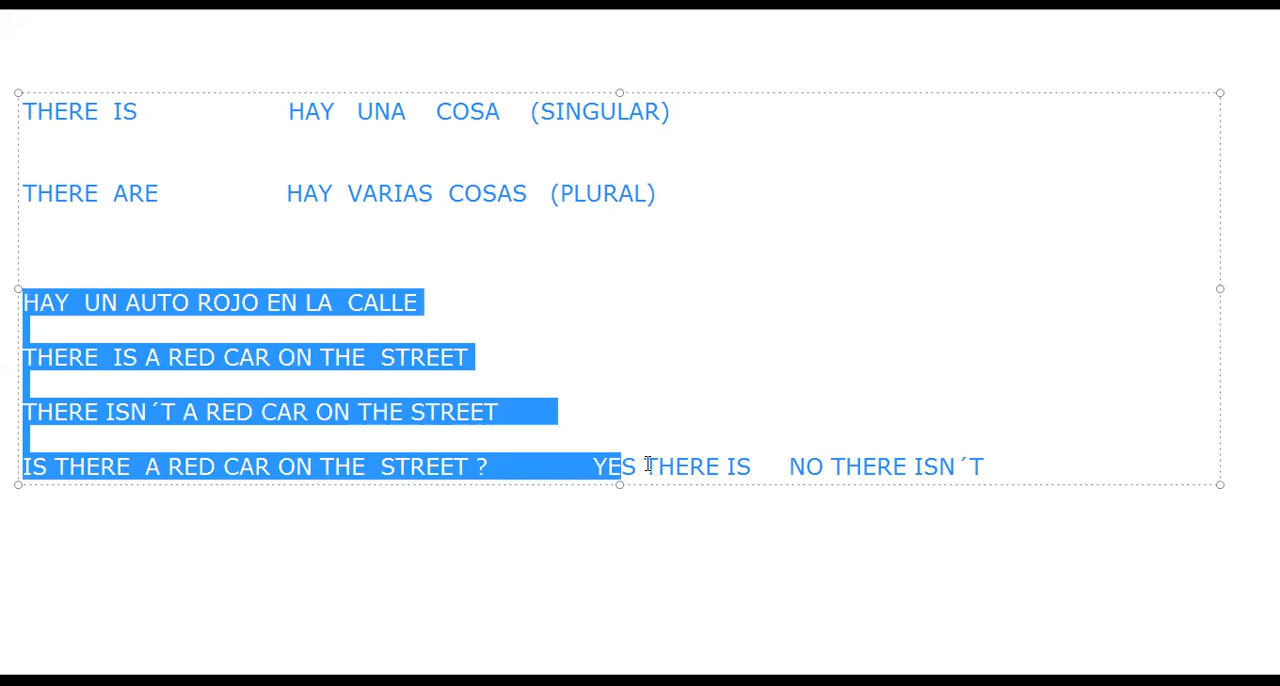 THERE IS HAY UNA COSA (SINGULAR)
THERE ARE HAY VARIAS COSAS (PLURAL)
HAY UN AUTO ROJO EN LA CALLE
THERE IS A RED CAR ON THE STREET
THERE ISN´T A RED CAR ON THE STREET
IS THERE A RED CAR ON THE STREET ? YES THERE IS NO THERE ISN´T